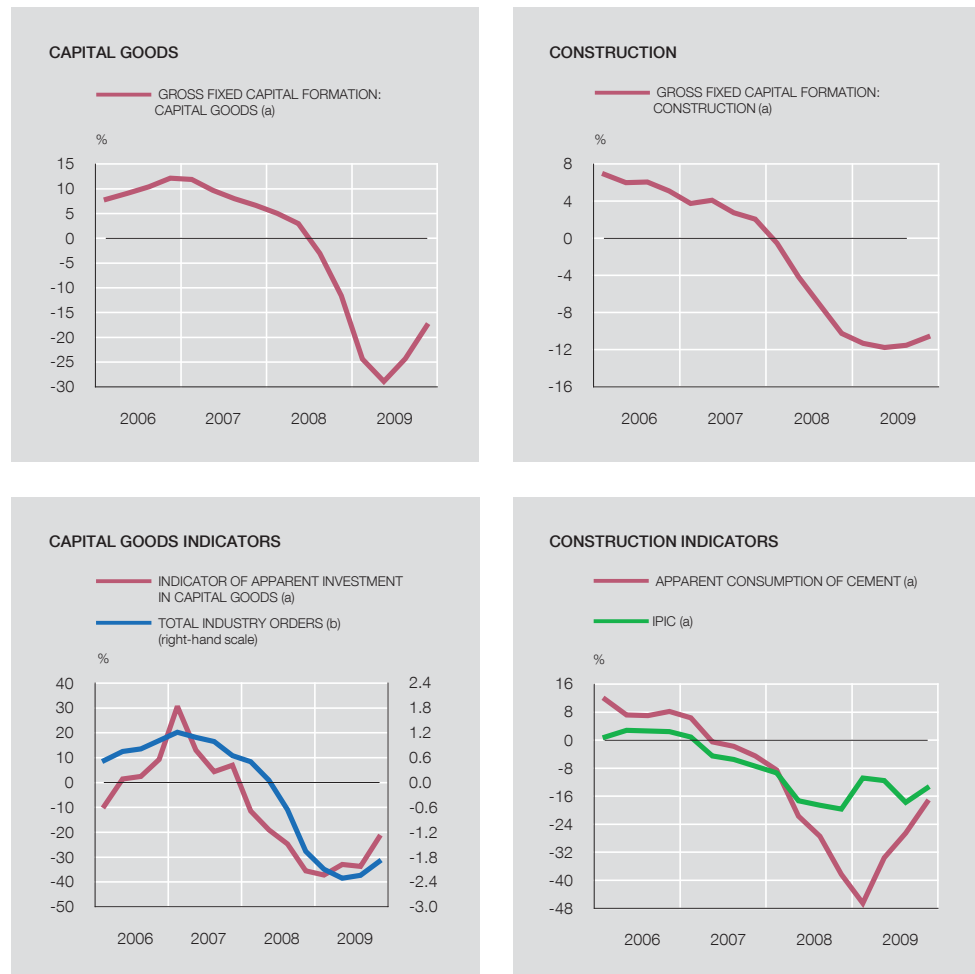 CAPITAL GOODS
GROSS FIXED CAPITAL FORMATION:
CAPITAL GOODS (a)
%
15
10
5
0
-5
-10
-15
-20
-25
-30
2006 2007 2008 2009
CONSTRUCTION
GROSS FIXED CAPITAL FORMATION:
CONSTRUCTION (a)
%
8
4
0
-4
-8
-12
-16
2006 2007 2008 2009
CAPITAL GOODS INDICATORS
INDICATOR OF APPARENT INVESTMENT
IN CAPITAL GOODS (a)
TOTAL INDUSTRY ORDERS (b)
(right-hand scale)
%
40 2.4
30 1.8
20 1.2
10 0.6
0 0.0
-10 -0.6
-20 -1.2
-30 -1.8
-40 -2.4
-50 -3.0
2006 2007 2008 2009
CONSTRUCTION INDICATORS
APPARENT CONSUMPTION OF CEMENT (a)
IPIC (a)
%
16
8
0
-8
-16
-24
-32
-40
-48
2006 2007 2008 2009